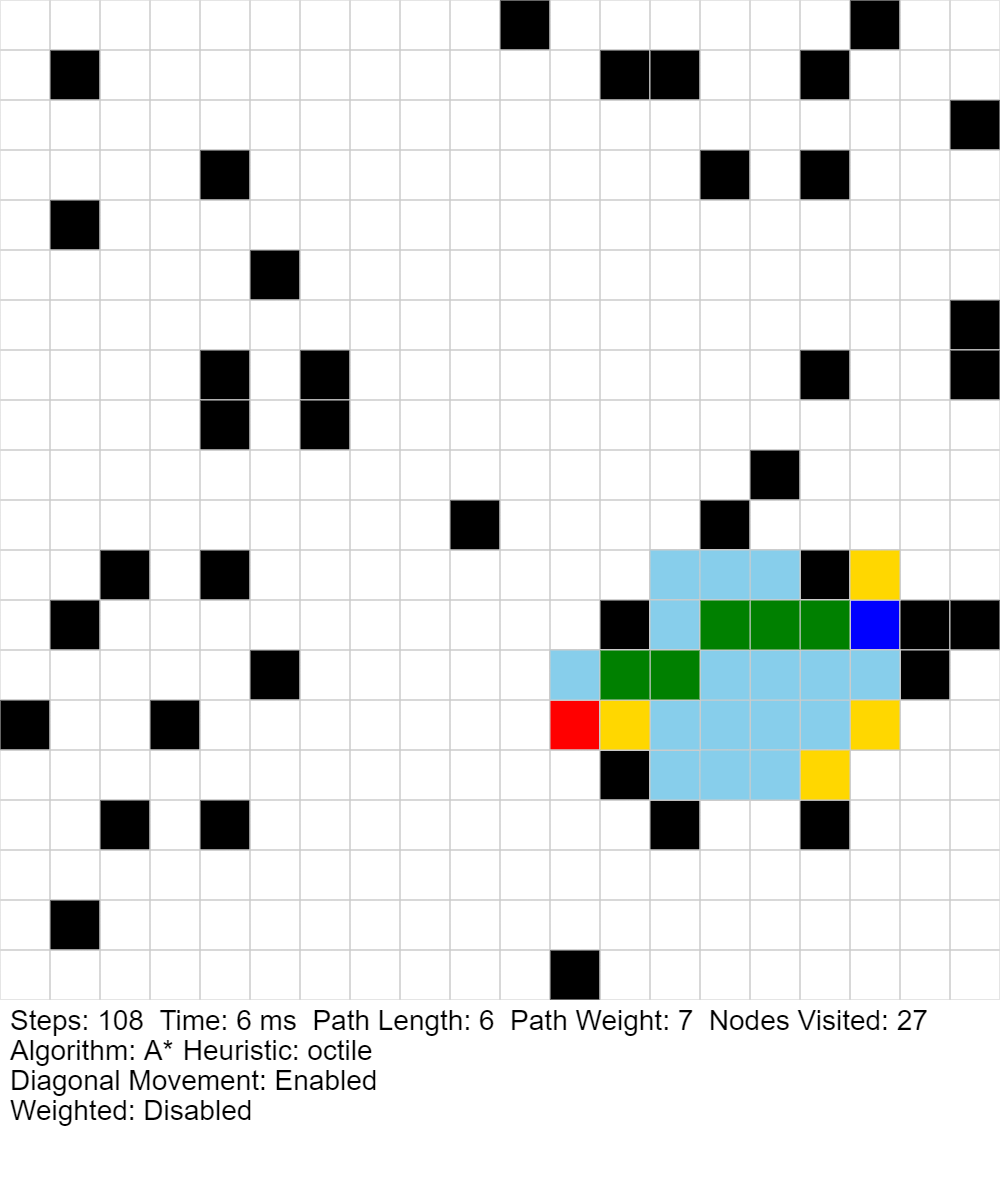 Steps: 108  Time: 6 ms  Path Length: 6  Path Weight: 7  Nodes Visited: 27
Algorithm: A* Heuristic: octile
Diagonal Movement: Enabled
Weighted: Disabled